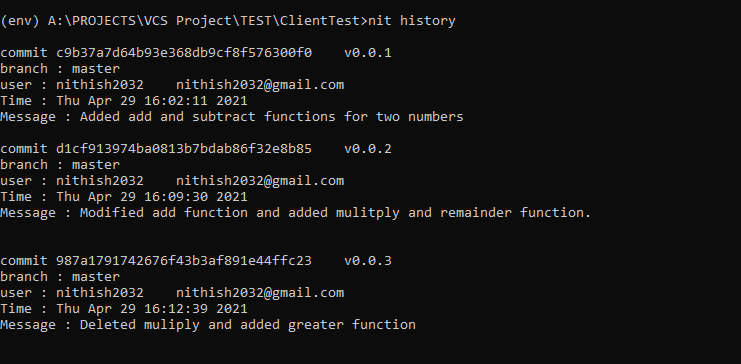 (env) A:\PROJECTS\VCS Project\TEST\ClientTest>nit history
commit c9b37a7d64b93e368db9cf8f576300f0    v0.0.1
branch : master
user : nithish2032    nithish2032@gmail.com
Time : Thu Apr 29 16:02:11 2021
Message : Added add and subtract functions for two numbers
commit d1cf913974ba0813b7bdab86f32e8b85    v0.0.2
branch : master
user : nithish2032    nithish2032@gmail.com
Time : Thu Apr 29 16:09:30 2021
Message : Modified add function and added mulitply and remainder function.
commit 987a1791742676f43b3af891e44ffc23    v0.0.3
branch : master
user : nithish2032    nithish2032@gmail.com
Time : Thu Apr 29 16:12:39 2021
Message : Deleted muliply and added greater function